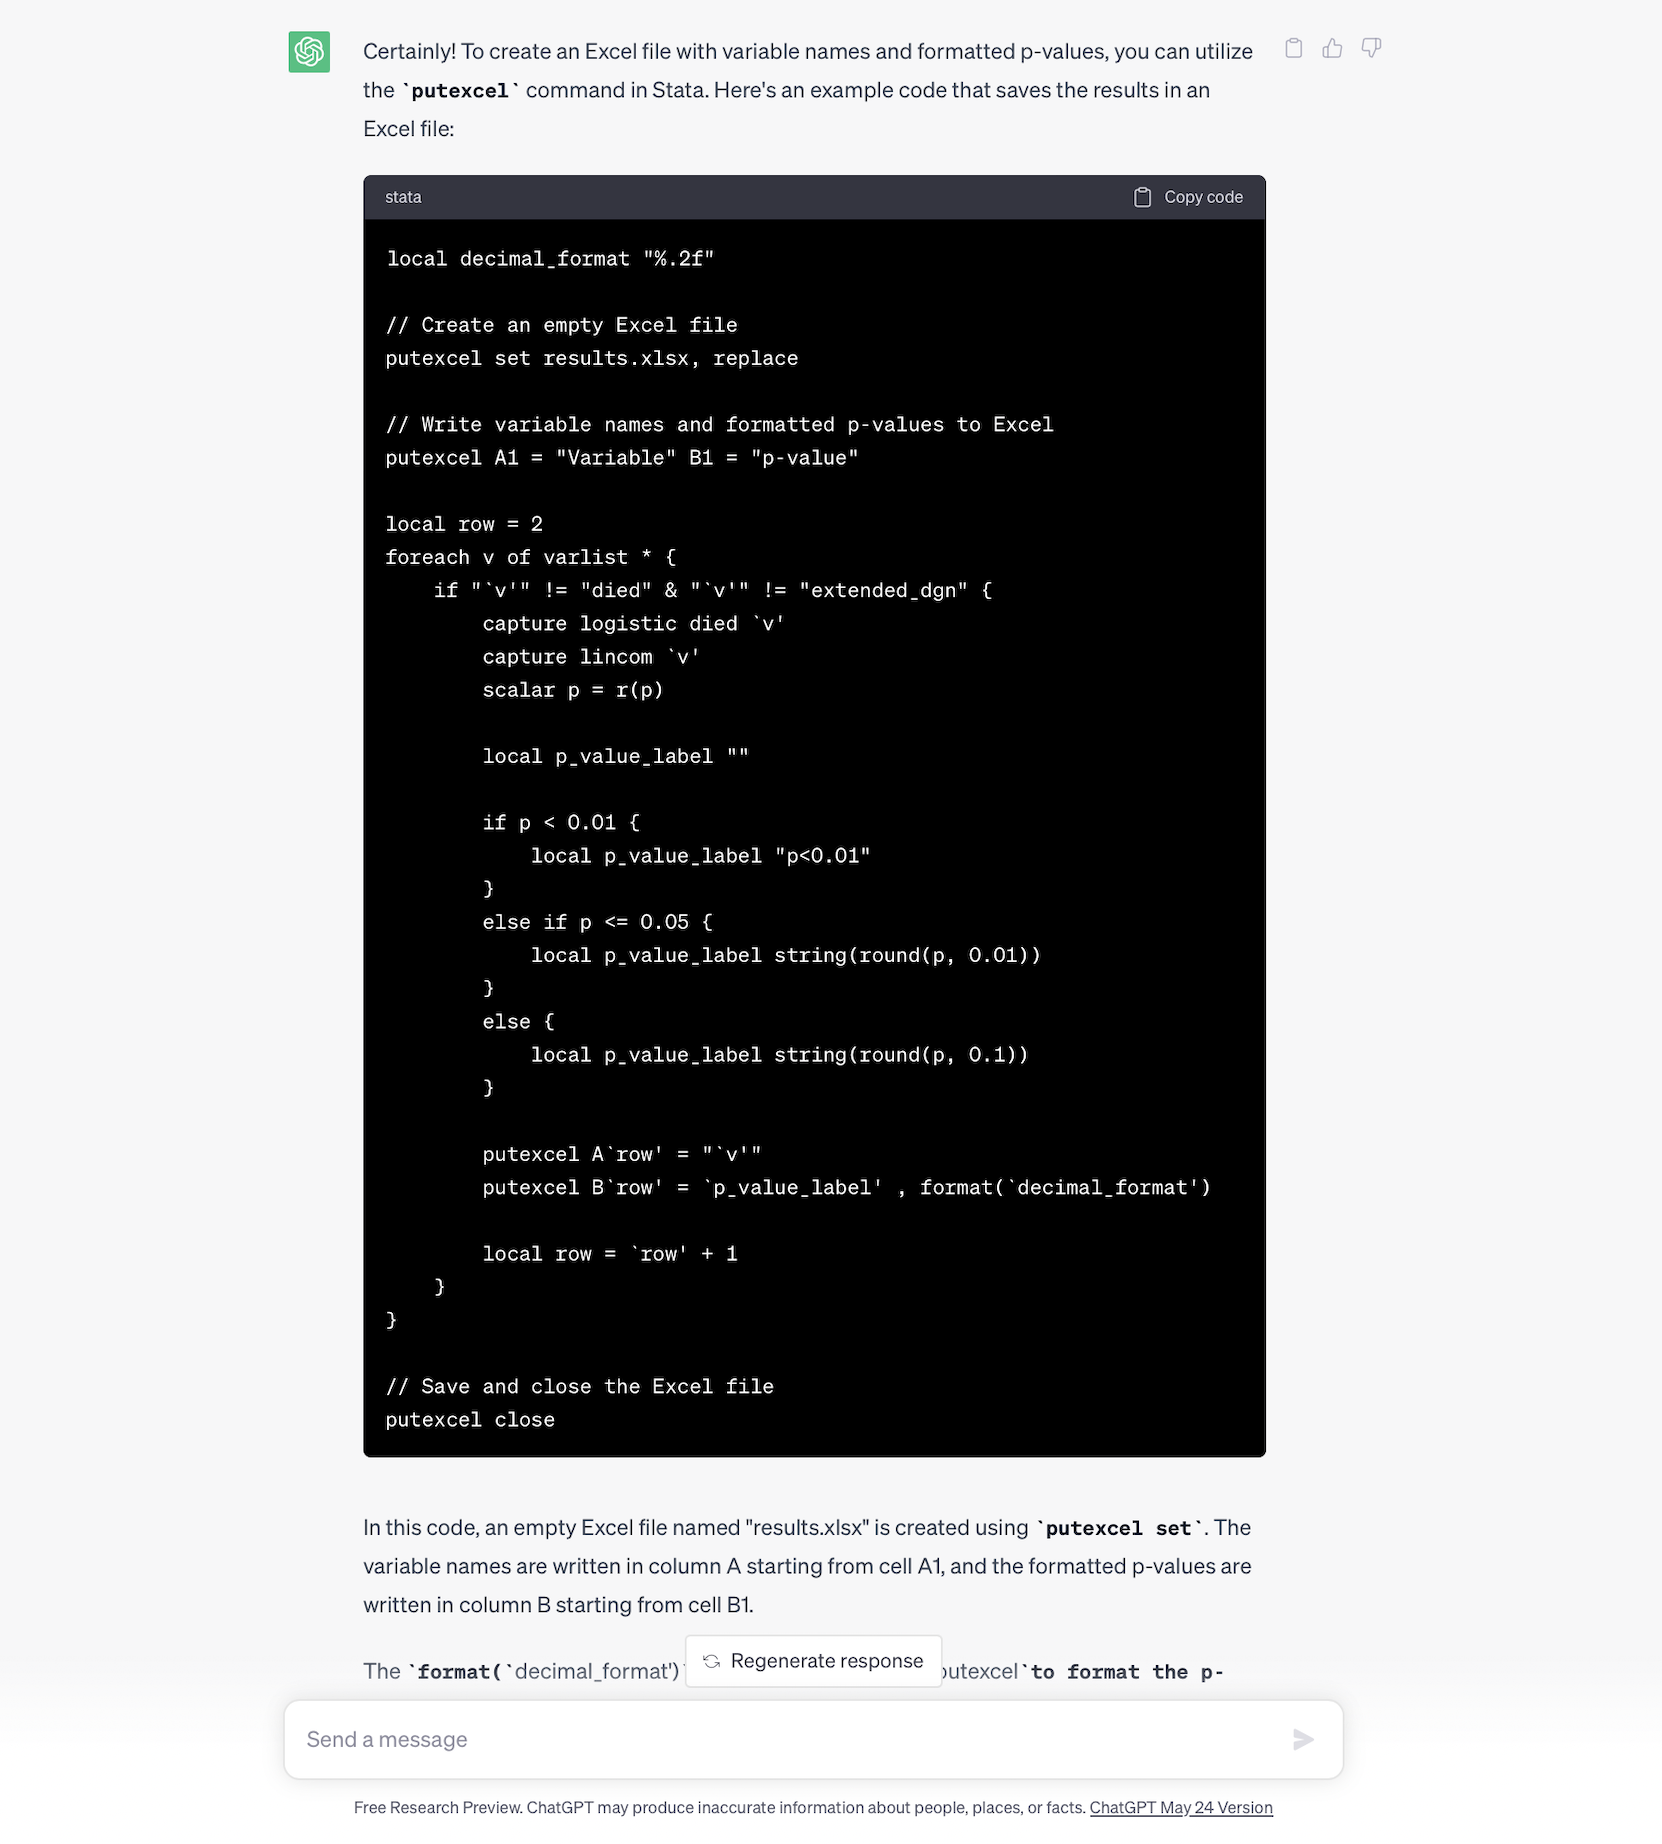 Certainly! To create an Excel file with variable names and formatted p-values, you can utilize
the `putexcel` command in Stata. Here's an example code that saves the results in an
Excel file:
stata
Copy code
local decimal_format "%.2f"
// Create an empty Excel file
putexcel set results.xlsx, replace
// Write variable names and formatted p-values to Excel
putexcel A1 = "Variable" B1 = "p-value"
local row = 2
foreach v of varlist * {
    if "`v'" != "died" & "`v'" != "extended_dgn" {
        capture logistic died `v'
        capture lincom `v'
        scalar p = r(p)
        local p_value_label ""
        if p < 0.01 {
            local p_value_label "p<0.01"
        }
        else if p <= 0.05 {
            local p_value_label string(round(p, 0.01))
        }
        else {
            local p_value_label string(round(p, 0.1))
        }
        putexcel A`row' = "`v'"
        putexcel B`row' = `p_value_label' , format(`decimal_format')
        local row = `row' + 1
    }
}
// Save and close the Excel file
putexcel close
In this code, an empty Excel file named "results.xlsx" is created using `putexcel set`. The
variable names are written in column A starting from cell A1, and the formatted p-values are
written in column B starting from cell B1.
The `format(`decimal_format')` putexcel`to format the p-
Regenerate response
Send a message
Free Research Preview. ChatGPT may produce inaccurate information about people, places, or facts. ChatGPT May 24 Version